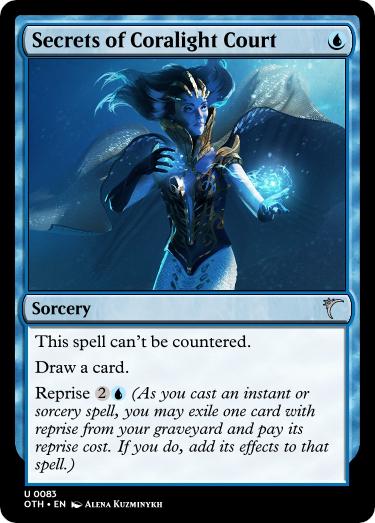 Secrets of Coralight Court
Sorcery
This spell can't be countered.
Draw a card.
Reprise 2 (As you cast an instant or
sorcery spell, you may exile one card with
reprise from your graveyard and pay its
reprise cost. If you do, add its effects to that
spell.)
U 0083
OTH • EN Alena Kuzminykh